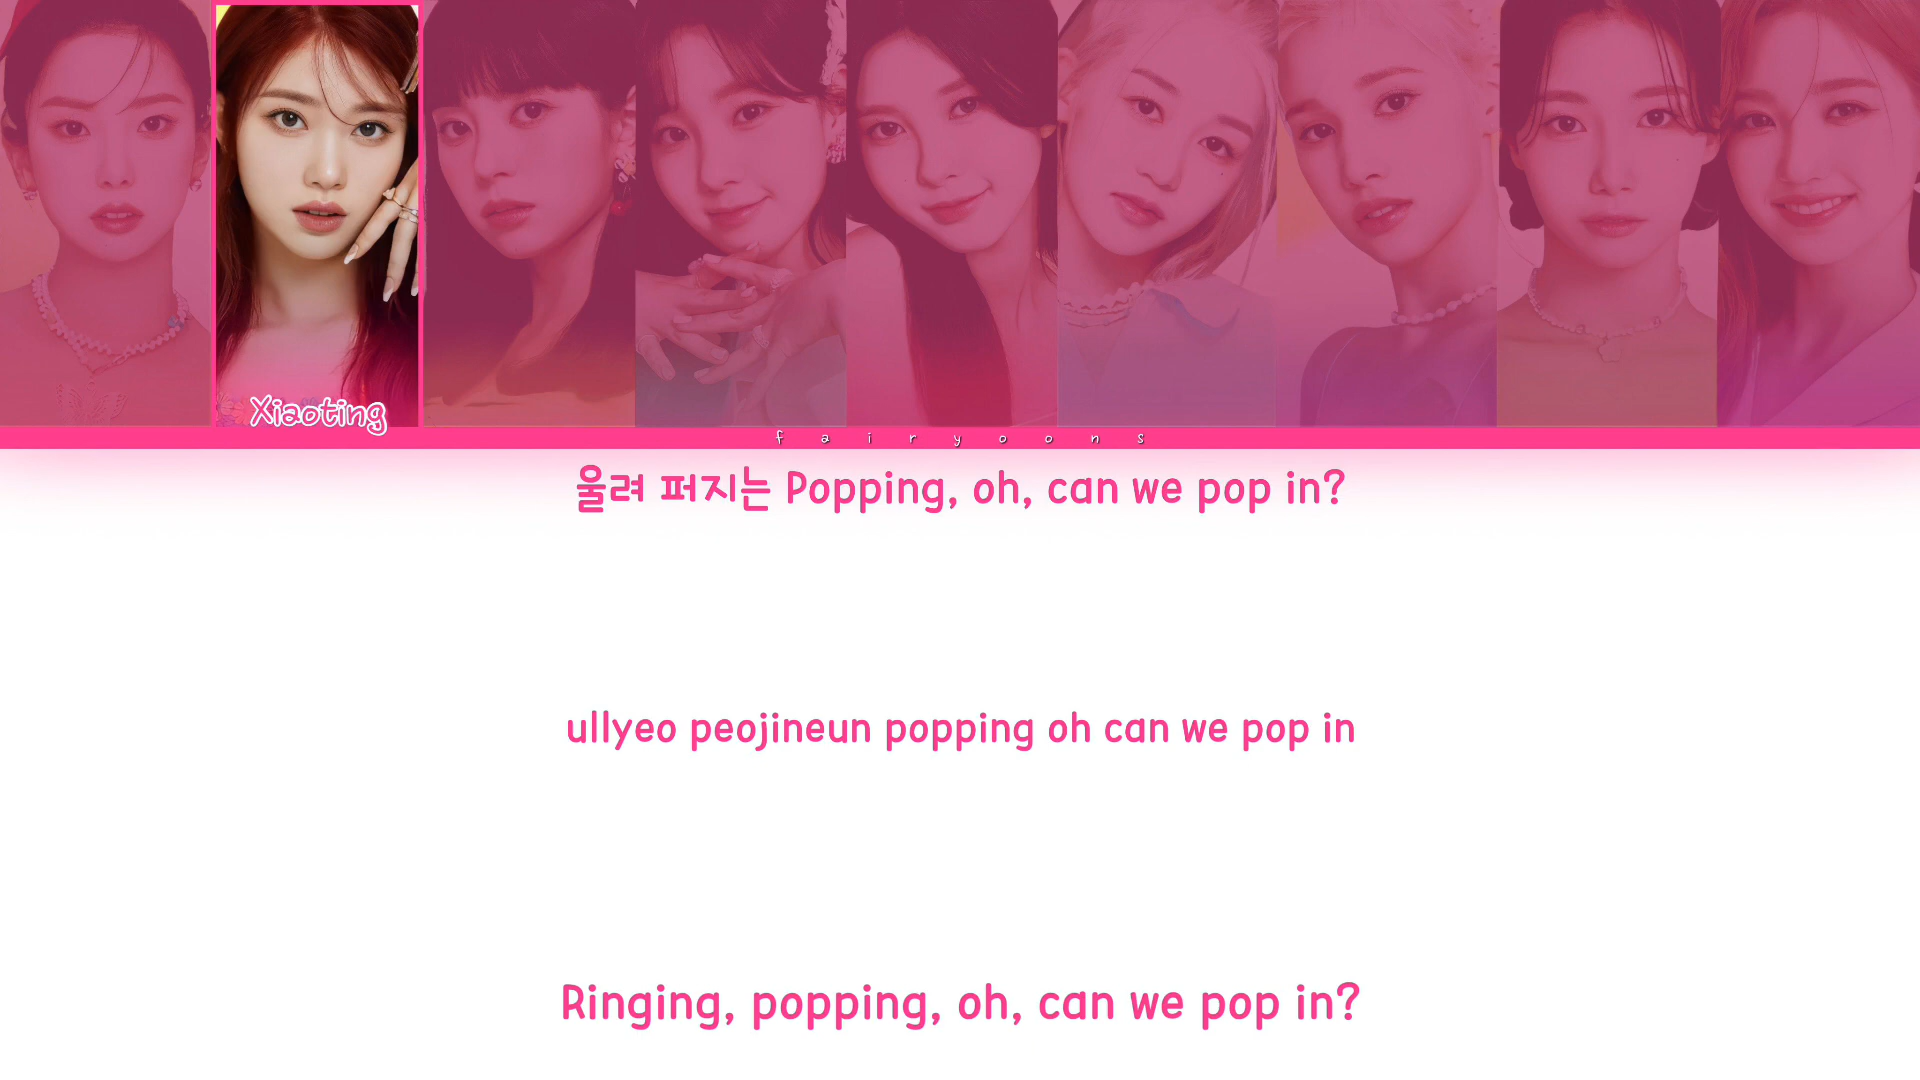 Xiaoting
fairyoons
울려 퍼지는 Popping, oh, can we pop in?
ullyeo peojineun popping oh can we pop in
Ringing, popping, oh, can we pop in?